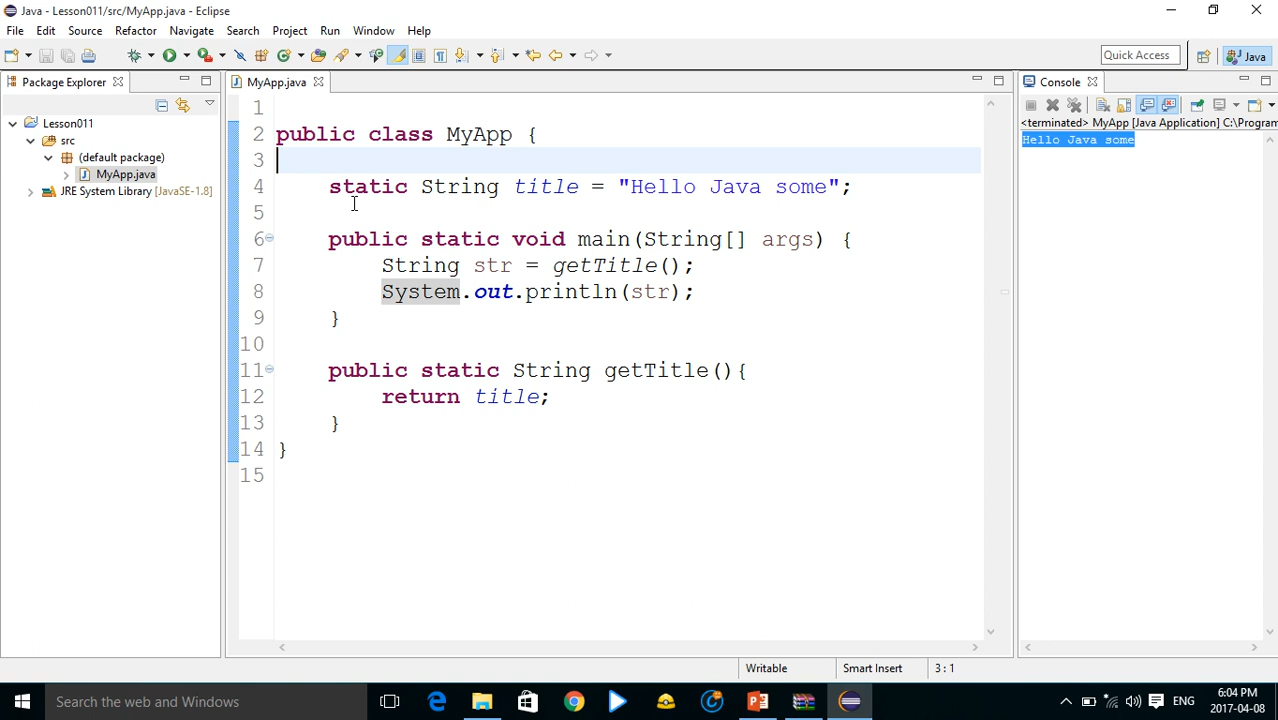 Java - Lesson011/src/MyApp.java - Eclipse
File Edit Source Refactor Navigate Search Project Run Window Help
Quick Access
Java
Package Explorer
MyApp.java
Console
Lesson011
src
(default package)
MyApp.java
JRE System Library [JavaSE-1.8]
1
2 public class MyApp {
3
4 static String title = "Hello Java some";
5
6 public static void main(String[] args) {
7 String str = getTitle();
8 System.out.println(str);
9 }
10
11 public static String getTitle(){
12 return title;
13 }
14 }
15
<terminated> MyApp [Java Application] C:\Program
Hello Java some
Writable
Smart Insert
3 : 1
Search the web and Windows
ENG
6:04 PM
2017-04-08